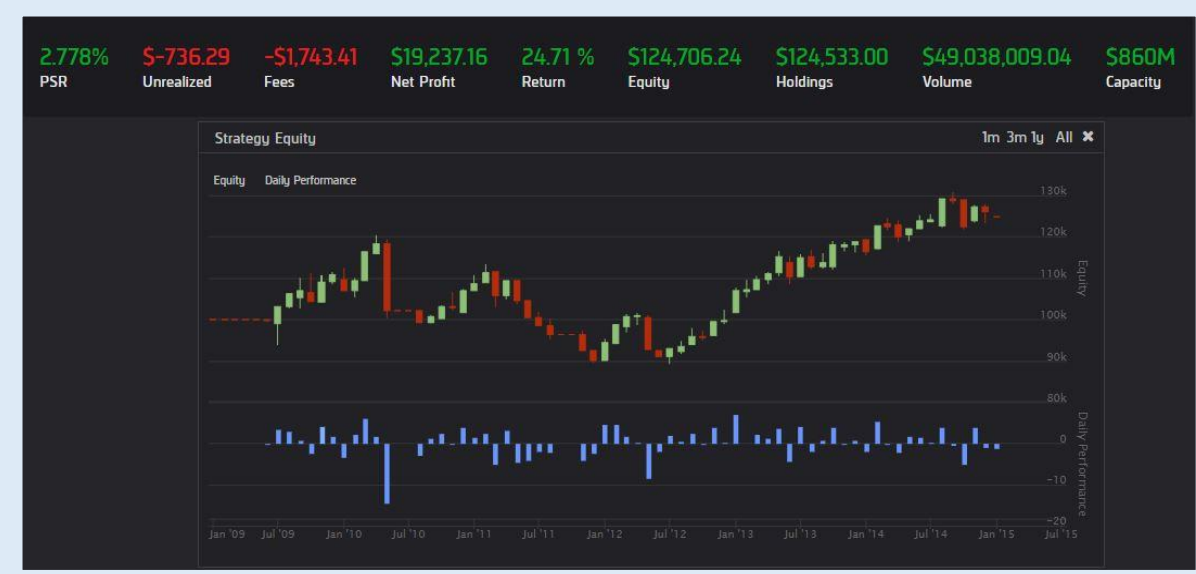 2.778% $-736.29 -$1,743.41 $19,237.16 24.71 % $124,706.24 $124,533.00 $49,038,009.04 $860M
PSR Unrealized Fees Net Profit Return Equity Holdings Volume Capacity
Strategy Equity 1m 3m 1y All ✖
Equity Daily Performance
130k
120k
110k
100k
90k
80k
Equity
0
-10
-20
Daily Performance
Jan '09 Jul '09 Jan '10 Jul '10 Jan '11 Jul '11 Jan '12 Jul '12 Jan '13 Jul '13 Jan '14 Jul '14 Jan '15 Jul '15